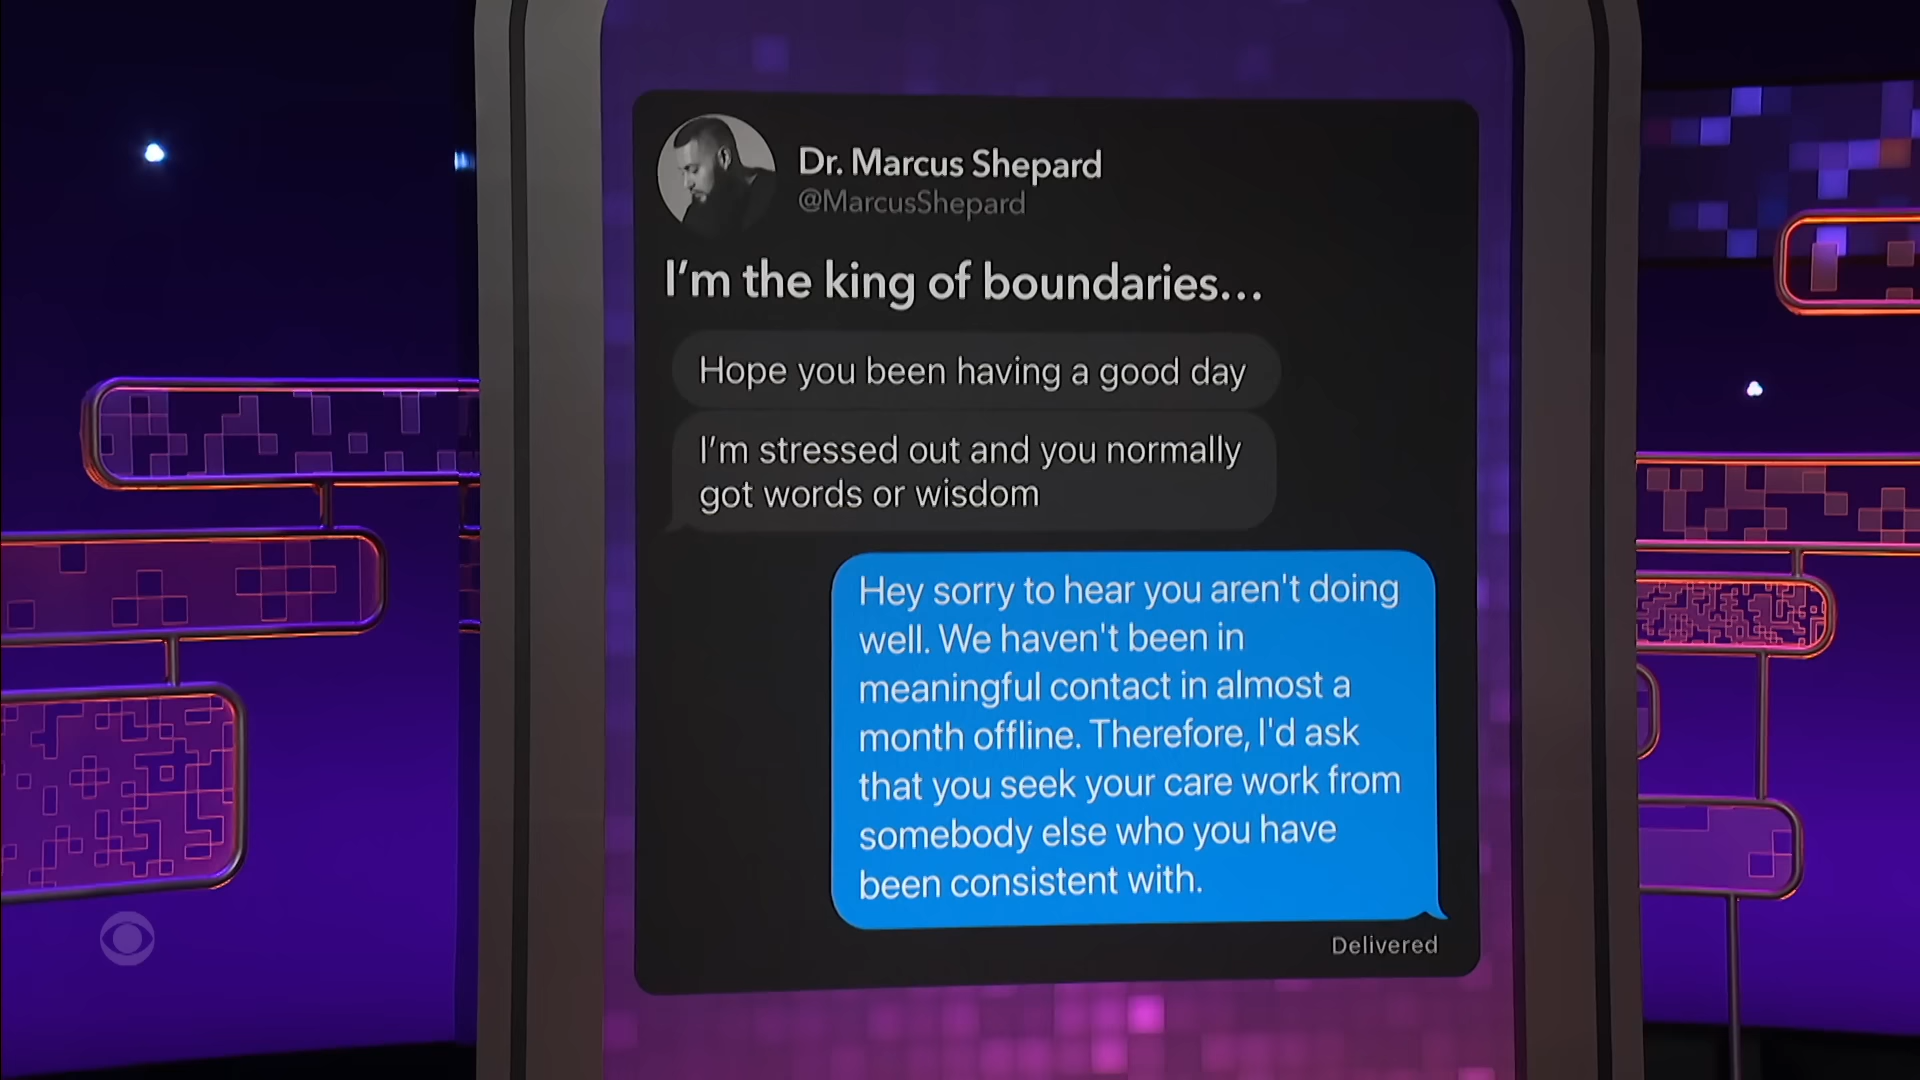 Dr. Marcus Shepard
@MarcusShepard
I'm the king of boundaries...
Hope you been having a good day
I'm stressed out and you normally
got words or wisdom
Hey sorry to hear you aren't doing
well. We haven't been in
meaningful contact in almost a
month offline. Therefore, I'd ask
that you seek your care work from
somebody else who you have
been consistent with.
Delivered